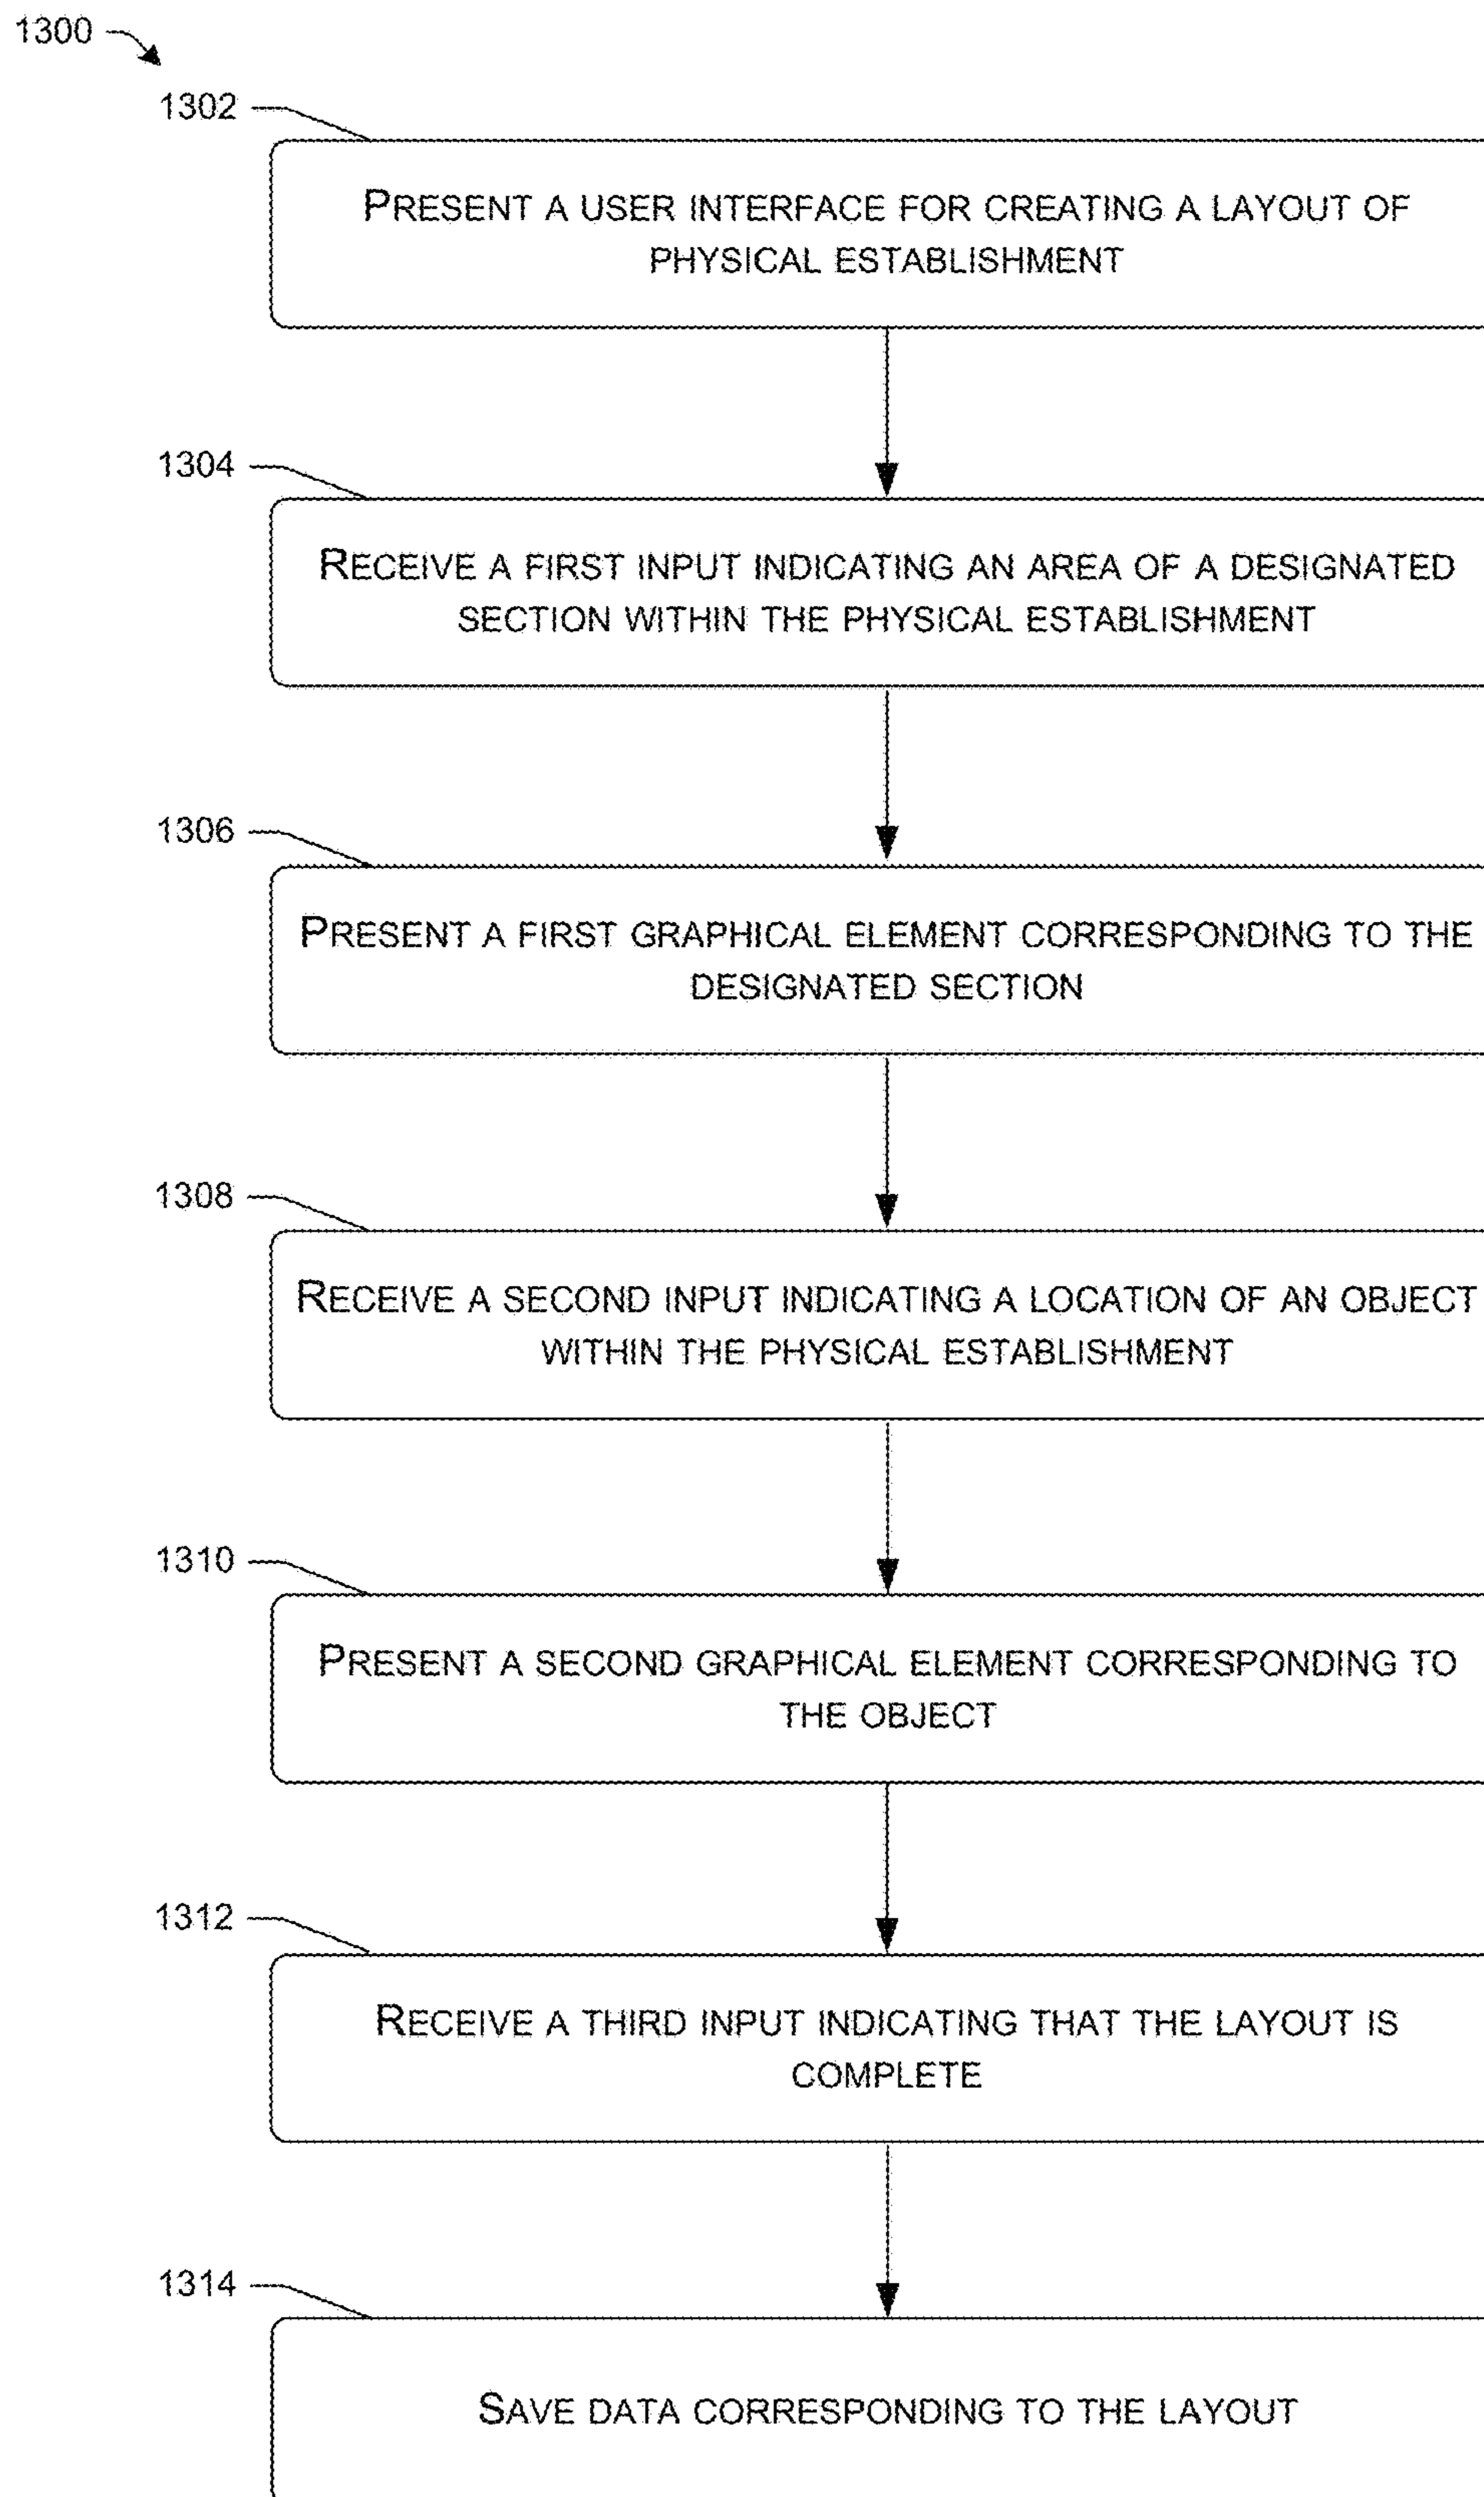 1300
1302
PRESENT A USER INTERFACE FOR CREATING A LAYOUT OF
PHYSICAL ESTABLISHMENT
1304
RECEIVE A FIRST INPUT INDICATING AN AREA OF A DESIGNATED
SECTION WITHIN THE PHYSICAL ESTABLISHMENT
1306
PRESENT A FIRST GRAPHICAL ELEMENT CORRESPONDING TO THE
DESIGNATED SECTION
1308
RECEIVE A SECOND INPUT INDICATING A LOCATION OF AN OBJECT
WITHIN THE PHYSICAL ESTABLISHMENT
1310
PRESENT A SECOND GRAPHICAL ELEMENT CORRESPONDING TO
THE OBJECT
1312
RECEIVE A THIRD INPUT INDICATING THAT THE LAYOUT IS
COMPLETE
1314
SAVE DATA CORRESPONDING TO THE LAYOUT